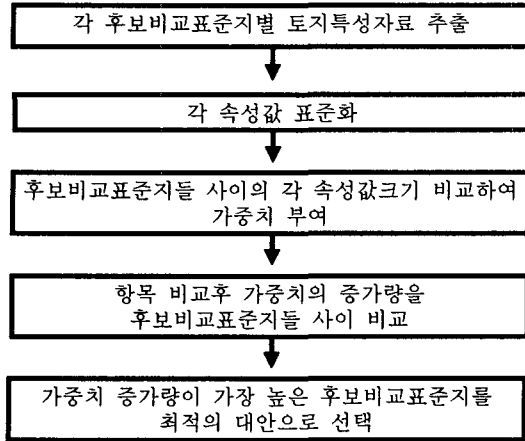 각 후보비교표준지별 토지특성자료 추출
각 속성값 표준화
후보비교표준지들 사이의 각 속성값크기 비교하여
가중치 부여
항목 비교후 가중치의 증가량을
후보비교표준지들 사이 비교
가중치 증가량이 가장 높은 후보비교표준지를
최적의 대안으로 선택